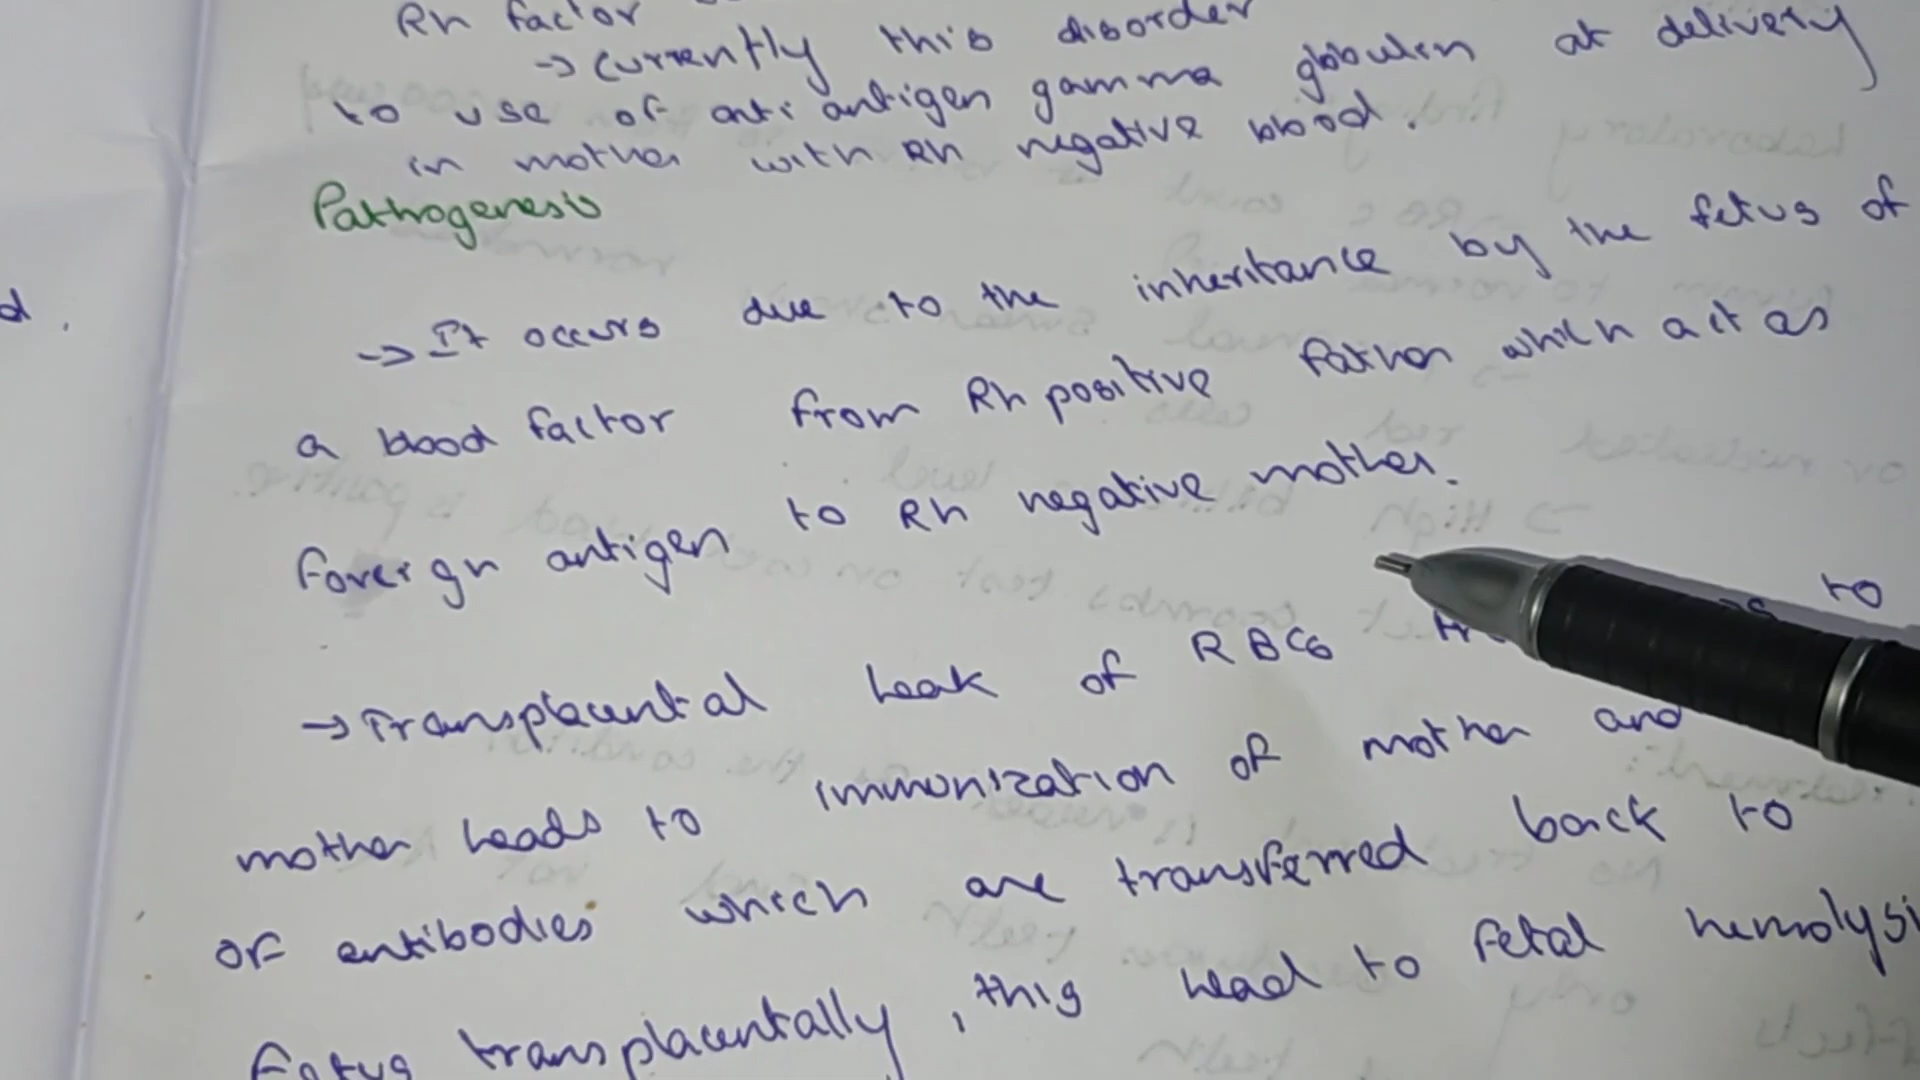 Rh factor
→ currently this disorder
to use of anti antigen gamma globulin at delivery
in mother with Rh negative blood.
Pathogenesis
→ It occurs due to the inheritance by the fetus of
a blood factor from Rh positive father which act as
foreign antigen to Rh negative mother.
→ Transplacental leak of RBCs to
mother leads to immunization of mother and
of antibodies which are transferred back to
fetus transplacentally, this lead to fetal hemolysi
d.